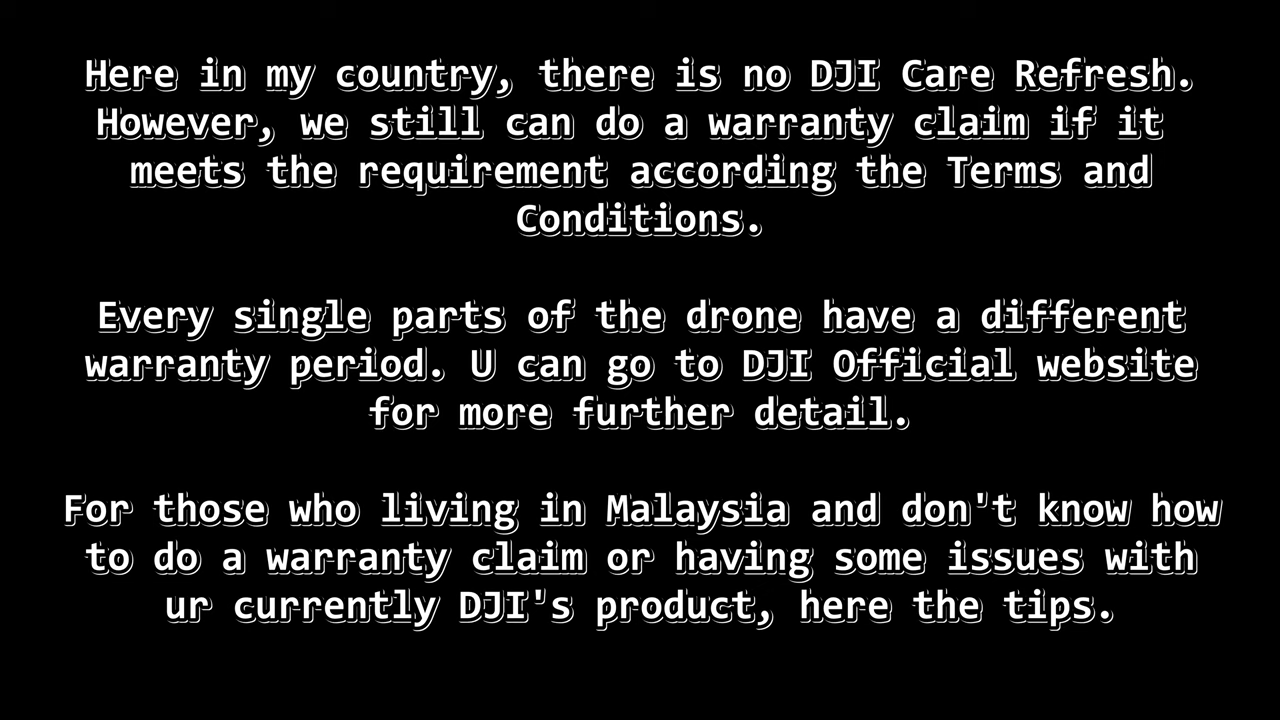 Here in my country, there is no DJI Care Refresh.
However, we still can do a warranty claim if it
meets the requirement according the Terms and
Conditions.
Every single parts of the drone have a different
warranty period. U can go to DJI Official website
for more further detail.
For those who living in Malaysia and don't know how
to do a warranty claim or having some issues with
ur currently DJI's product, here the tips.